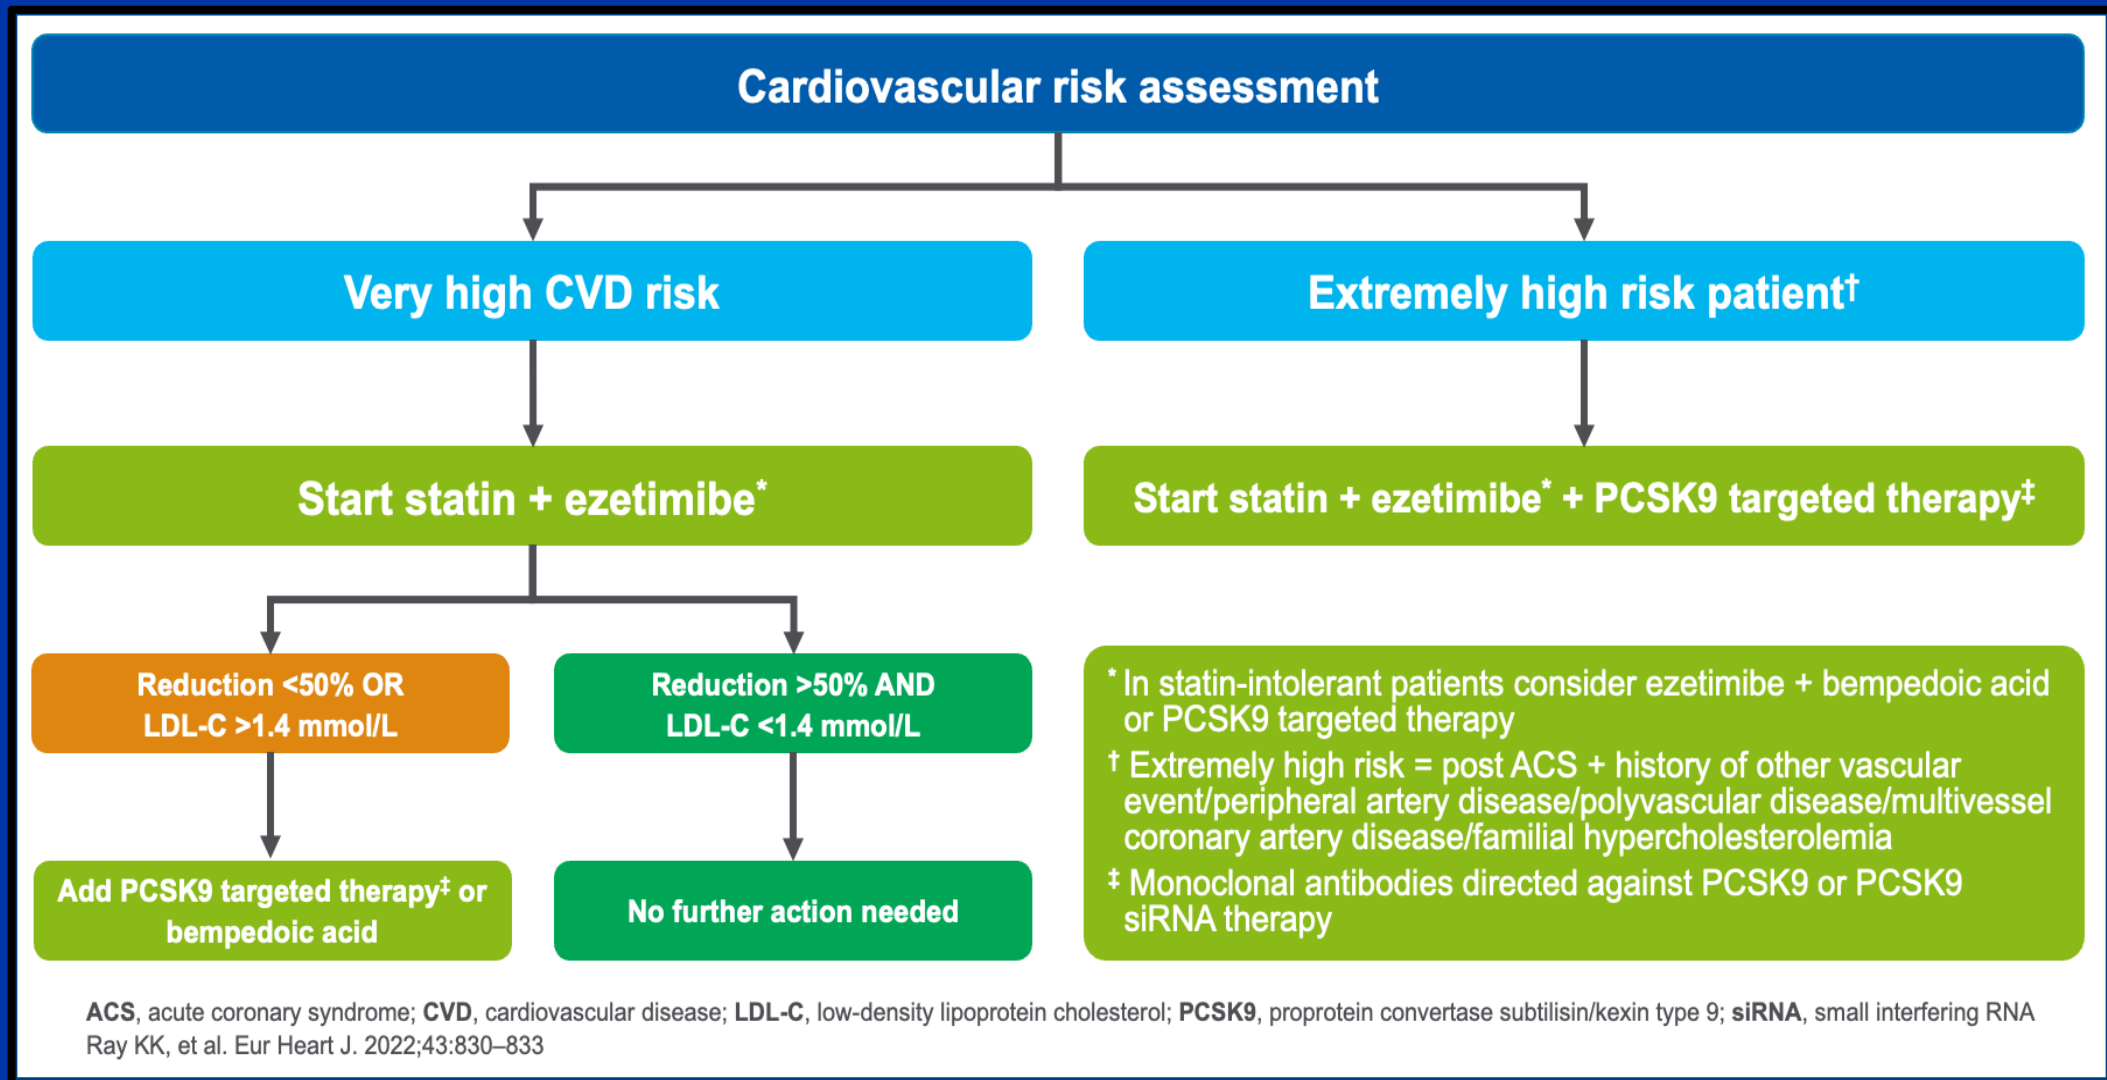 Cardiovascular risk assessment
Very high CVD risk
Extremely high risk patient†
Start statin + ezetimibe*
Start statin + ezetimibe* + PCSK9 targeted therapy‡
Reduction <50% OR
LDL-C >1.4 mmol/L
Reduction >50% AND
LDL-C <1.4 mmol/L
Add PCSK9 targeted therapy‡ or
bempedoic acid
No further action needed
* In statin-intolerant patients consider ezetimibe + bempedoic acid
or PCSK9 targeted therapy
† Extremely high risk = post ACS + history of other vascular
event/peripheral artery disease/polyvascular disease/multivessel
coronary artery disease/familial hypercholesterolemia
‡ Monoclonal antibodies directed against PCSK9 or PCSK9
siRNA therapy
ACS, acute coronary syndrome; CVD, cardiovascular disease; LDL-C, low-density lipoprotein cholesterol; PCSK9, proprotein convertase subtilisin/kexin type 9; siRNA, small interfering RNA
Ray KK, et al. Eur Heart J. 2022;43:830–833